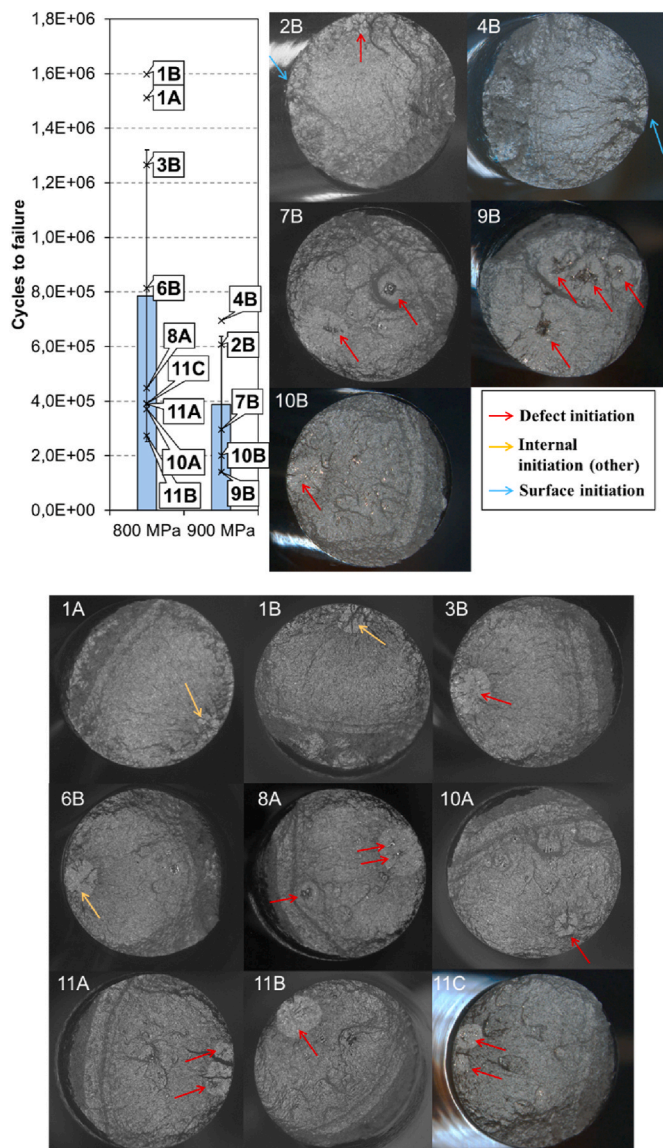 1,8E+06
1,6E+06
1,4E+06
1,2E+06
1,0E+06
8,0E+05
6,0E+05
4,0E+05
2,0E+05
0,0E+00
Cycles to failure
1B
1A
3B
6B
8A
11C
11A
10A
11B
4B
2B
7B
10B
9B
800 MPa 900 MPa
2B
4B
7B
9B
10B
Defect initiation
Internal
initiation (other)
Surface initiation
1A
1B
3B
6B
8A
10A
11A
11B
11C